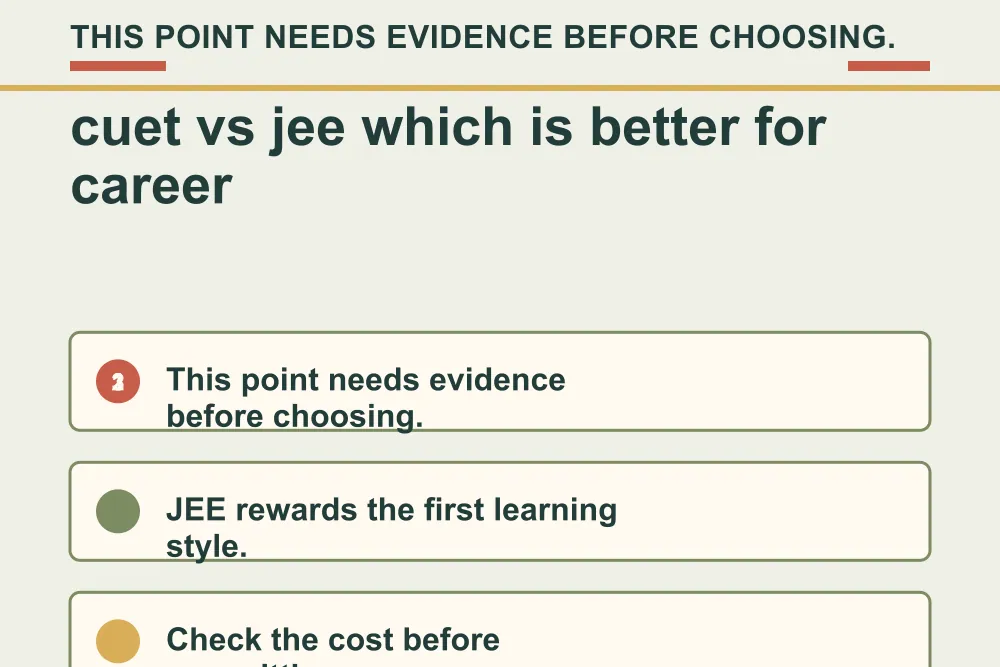 THIS POINT NEEDS EVIDENCE BEFORE CHOOSING.
cuet vs jee which is better for
career
This point needs evidence
before choosing.
JEE rewards the first learning
style.
Check the cost before